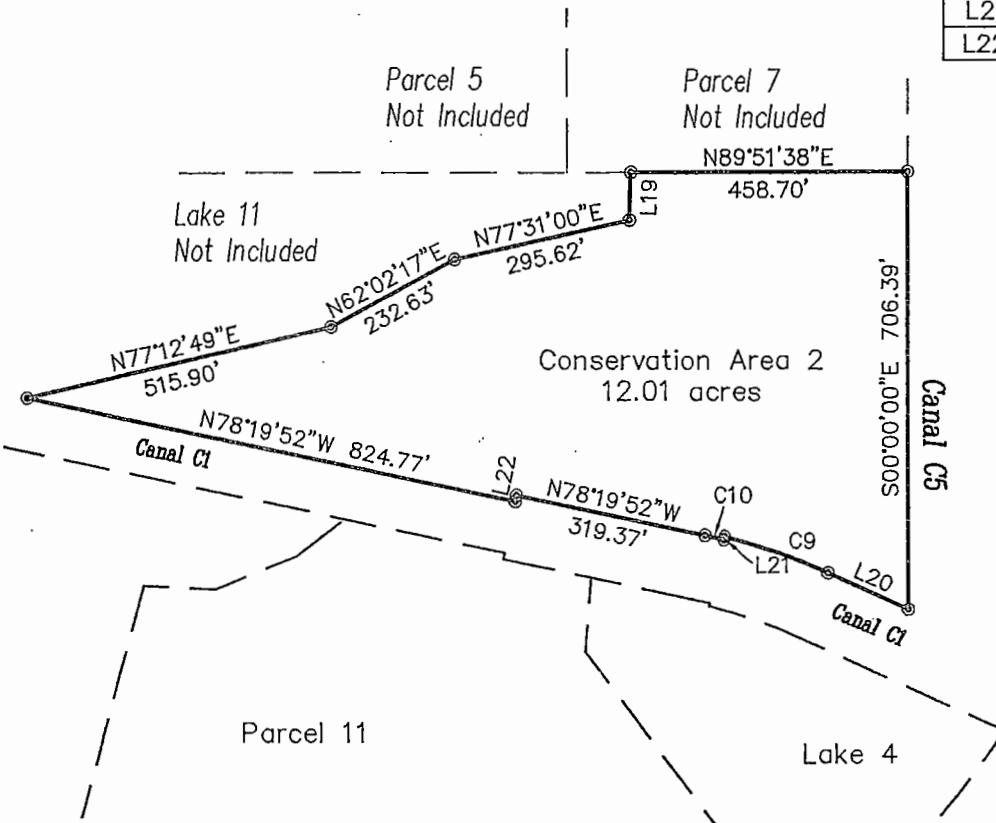 L2
L22
Parcel 5
Not Included
Parcel 7
Not Included
N89°51'38"E
458.70'
L19
Lake 11
Not Included
N77°31'00"E
295.62'
N62°02'17"E
232.63'
N77°12'49"E
515.90'
Conservation Area 2
12.01 acres
S00°00'00"E 706.39'
Canal C5
N78°19'52"W 824.77'
Canal C1
L22
N78°19'52"W
319.37'
C10
L21
C9
L20
Canal C1
Parcel 11
Lake 4